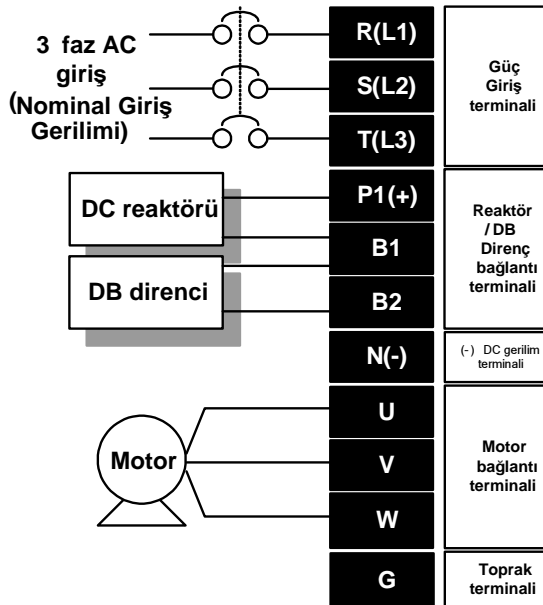 3 faz AC
giriş
(Nominal Giriş
Gerilimi)
R(L1)
S(L2)
T(L3)
Güç
Giriş
terminali
DC reaktörü
DB direnci
P1(+)
B1
B2
Reaktör
/ DB
Direnç
bağlantı
terminali
N(-)
(-) DC gerilim
terminali
Motor
U
V
W
Motor
bağlantı
terminali
G
Toprak
terminali